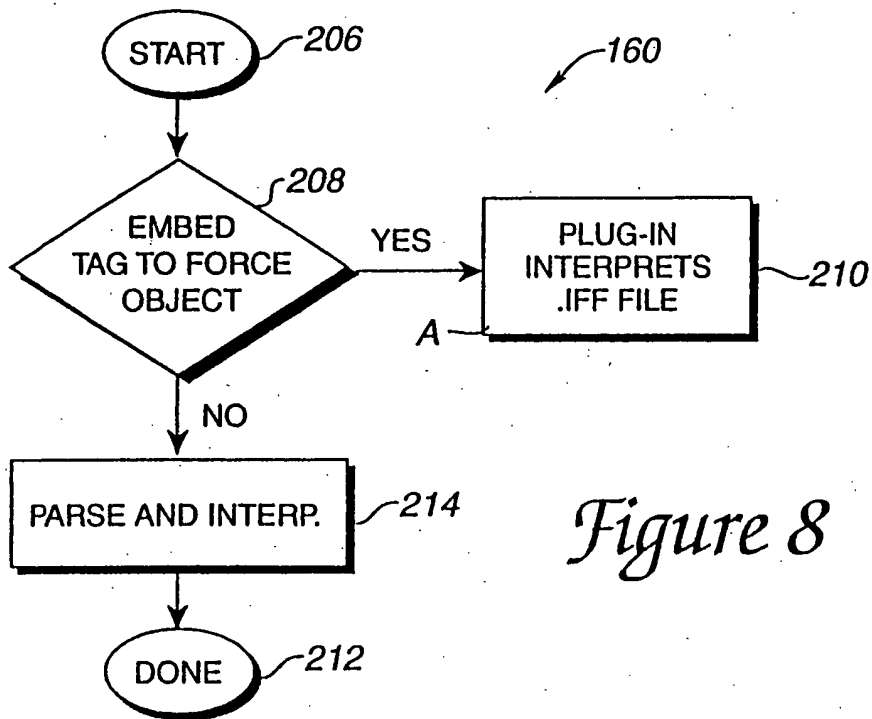 START
206
160
208
EMBED
TAG TO FORCE
OBJECT
YES
PLUG-IN
INTERPRETS
.IFF FILE
210
A
NO
PARSE AND INTERP.
214
Figure 8
DONE
212